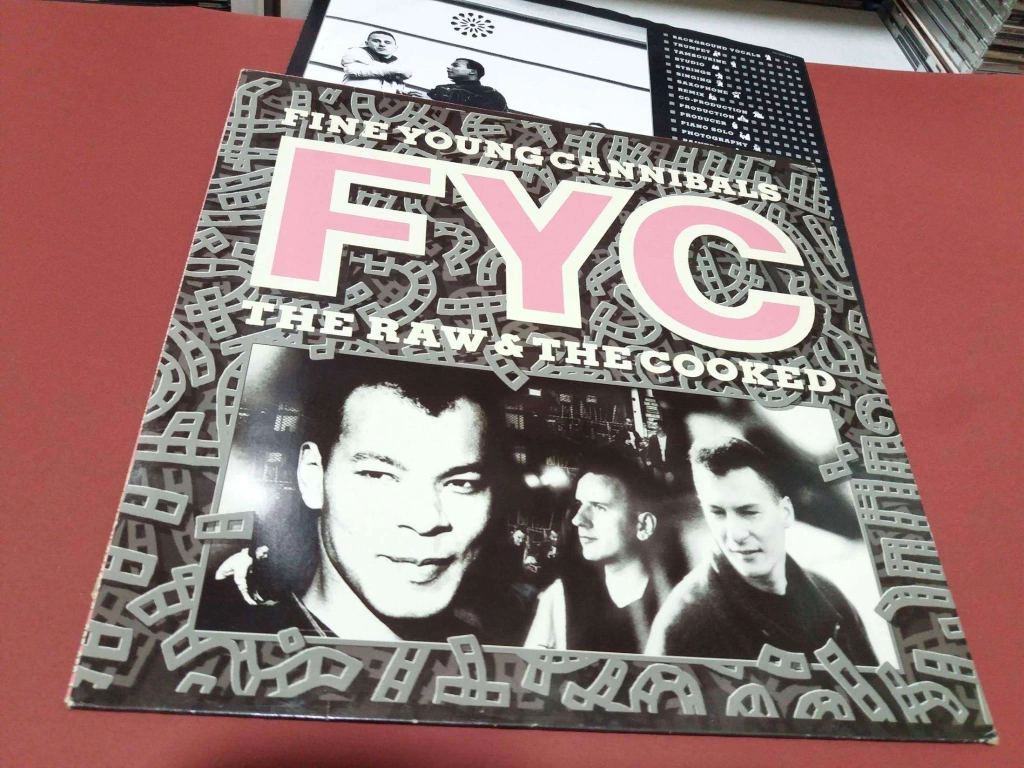 BACKGROUND VOCALS
TRUMPET
TAMBOURINE
STUDIO
STRINGS
SINGING
SAXOPHONE
REMIX
CO-PRODUCTION
PRODUCTION
PRODUCER
PIANO SOLO
PHOTOGRAPHY
FINE YOUNG CANNIBALS
FYC
THE RAW & THE COOKED